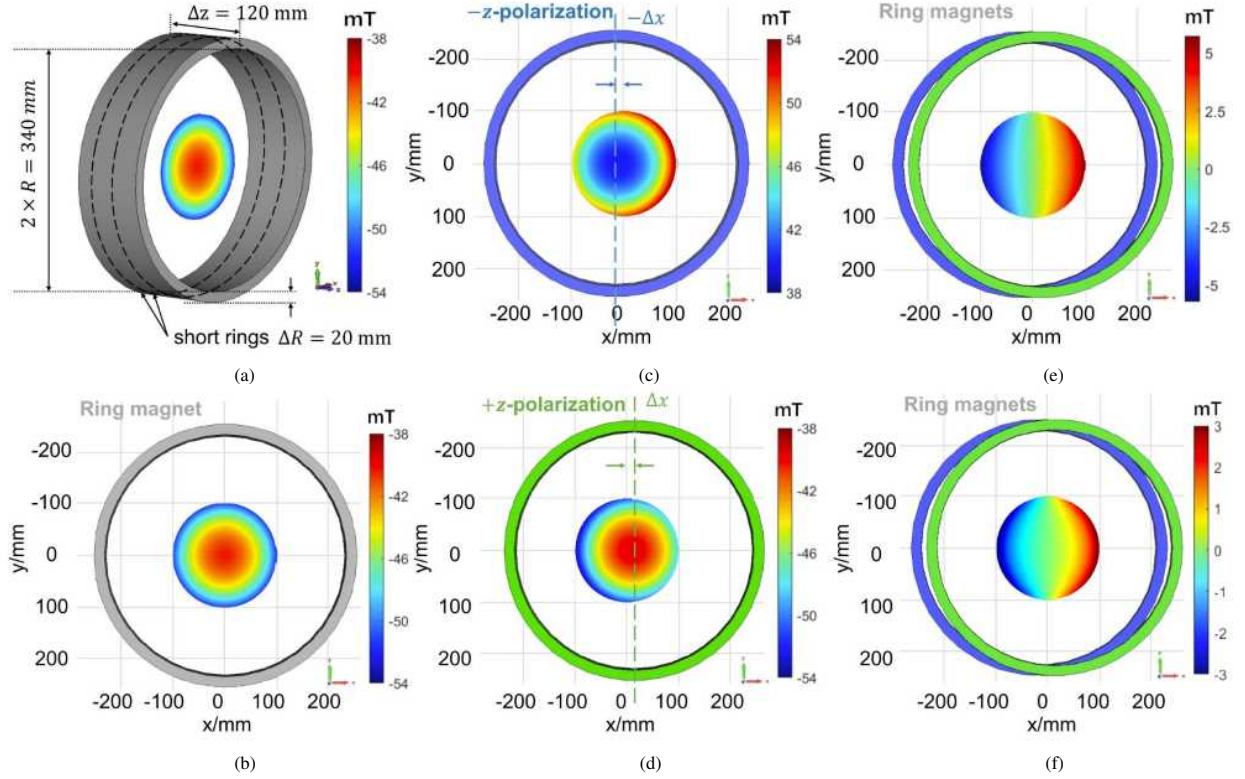 Δz = 120 mm
mT
-38
-42
-46
-50
-54
2 × R = 340 mm
short rings ΔR = 20 mm
(a)
−z-polarization
−Δx
mT
54
50
46
42
38
-200
-100
0
100
200
y/mm
-200 -100 0 100 200
x/mm
(c)
Ring magnets
mT
5
2.5
0
-2.5
-5
-200
-100
0
100
200
y/mm
-200 -100 0 100 200
x/mm
(e)
Ring magnet
mT
-38
-42
-46
-50
-54
-200
-100
0
100
200
y/mm
-200 -100 0 100 200
x/mm
(b)
+z-polarization
Δx
mT
-38
-42
-46
-50
-54
-200
-100
0
100
200
y/mm
-200 -100 0 100 200
x/mm
(d)
Ring magnets
mT
3
2
1
0
-1
-2
-3
-200
-100
0
100
200
y/mm
-200 -100 0 100 200
x/mm
(f)